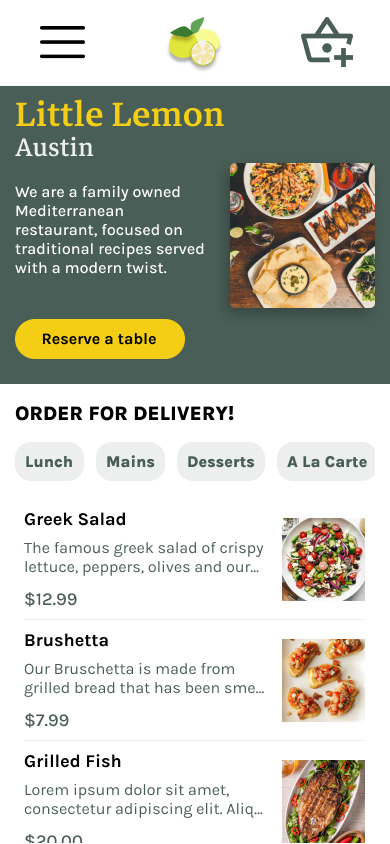 Little Lemon
Austin
We are a family owned
Mediterranean
restaurant, focused on
traditional recipes served
with a modern twist.
Reserve a table
ORDER FOR DELIVERY!
Lunch Mains Desserts A La Carte
Greek Salad
The famous greek salad of crispy
lettuce, peppers, olives and our...
$12.99
Brushetta
Our Bruschetta is made from
grilled bread that has been sme...
$7.99
Grilled Fish
Lorem ipsum dolor sit amet,
consectetur adipiscing elit. Aliq...
$20.00